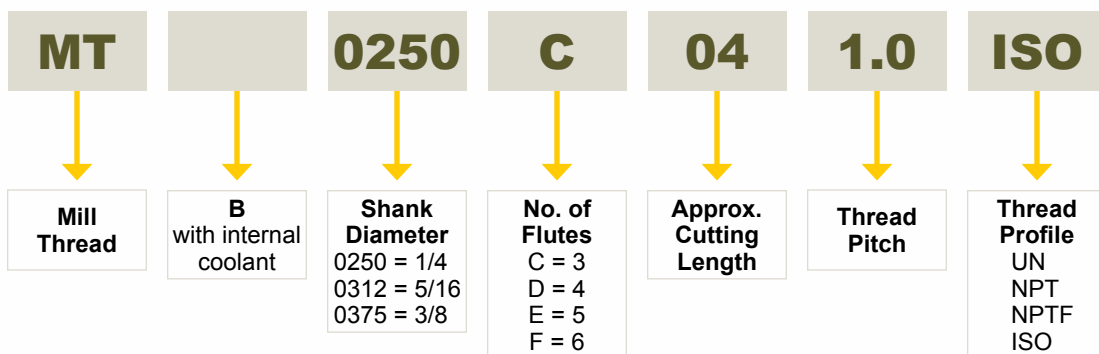 MT 0250 C 04 1.0 ISO
Mill
Thread
B
with internal
coolant
Shank
Diameter
0250 = 1/4
0312 = 5/16
0375 = 3/8
No. of
Flutes
C = 3
D = 4
E = 5
F = 6
Approx.
Cutting
Length
Thread
Pitch
Thread
Profile
UN
NPT
NPTF
ISO